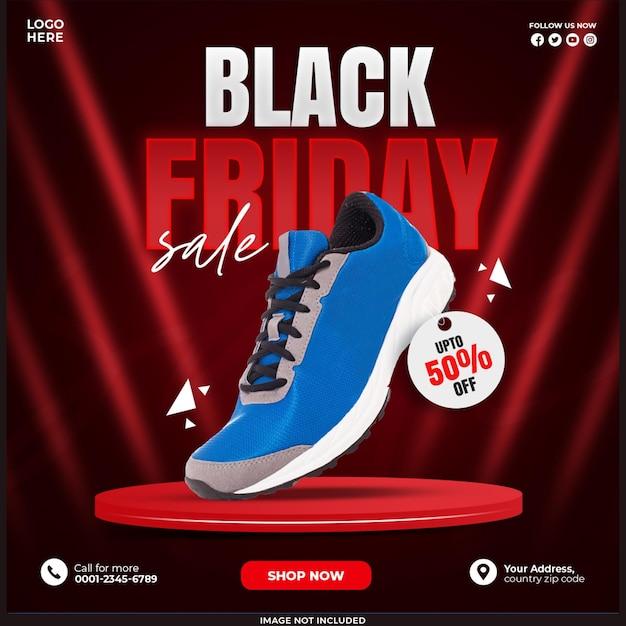 LOGO
HERE
FOLLOW US NOW
BLACK
FRIDAY
sale
UPTO
50%
OFF
Call for more
0001-2345-6789
SHOP NOW
Your Address,
country zip code
IMAGE NOT INCLUDED